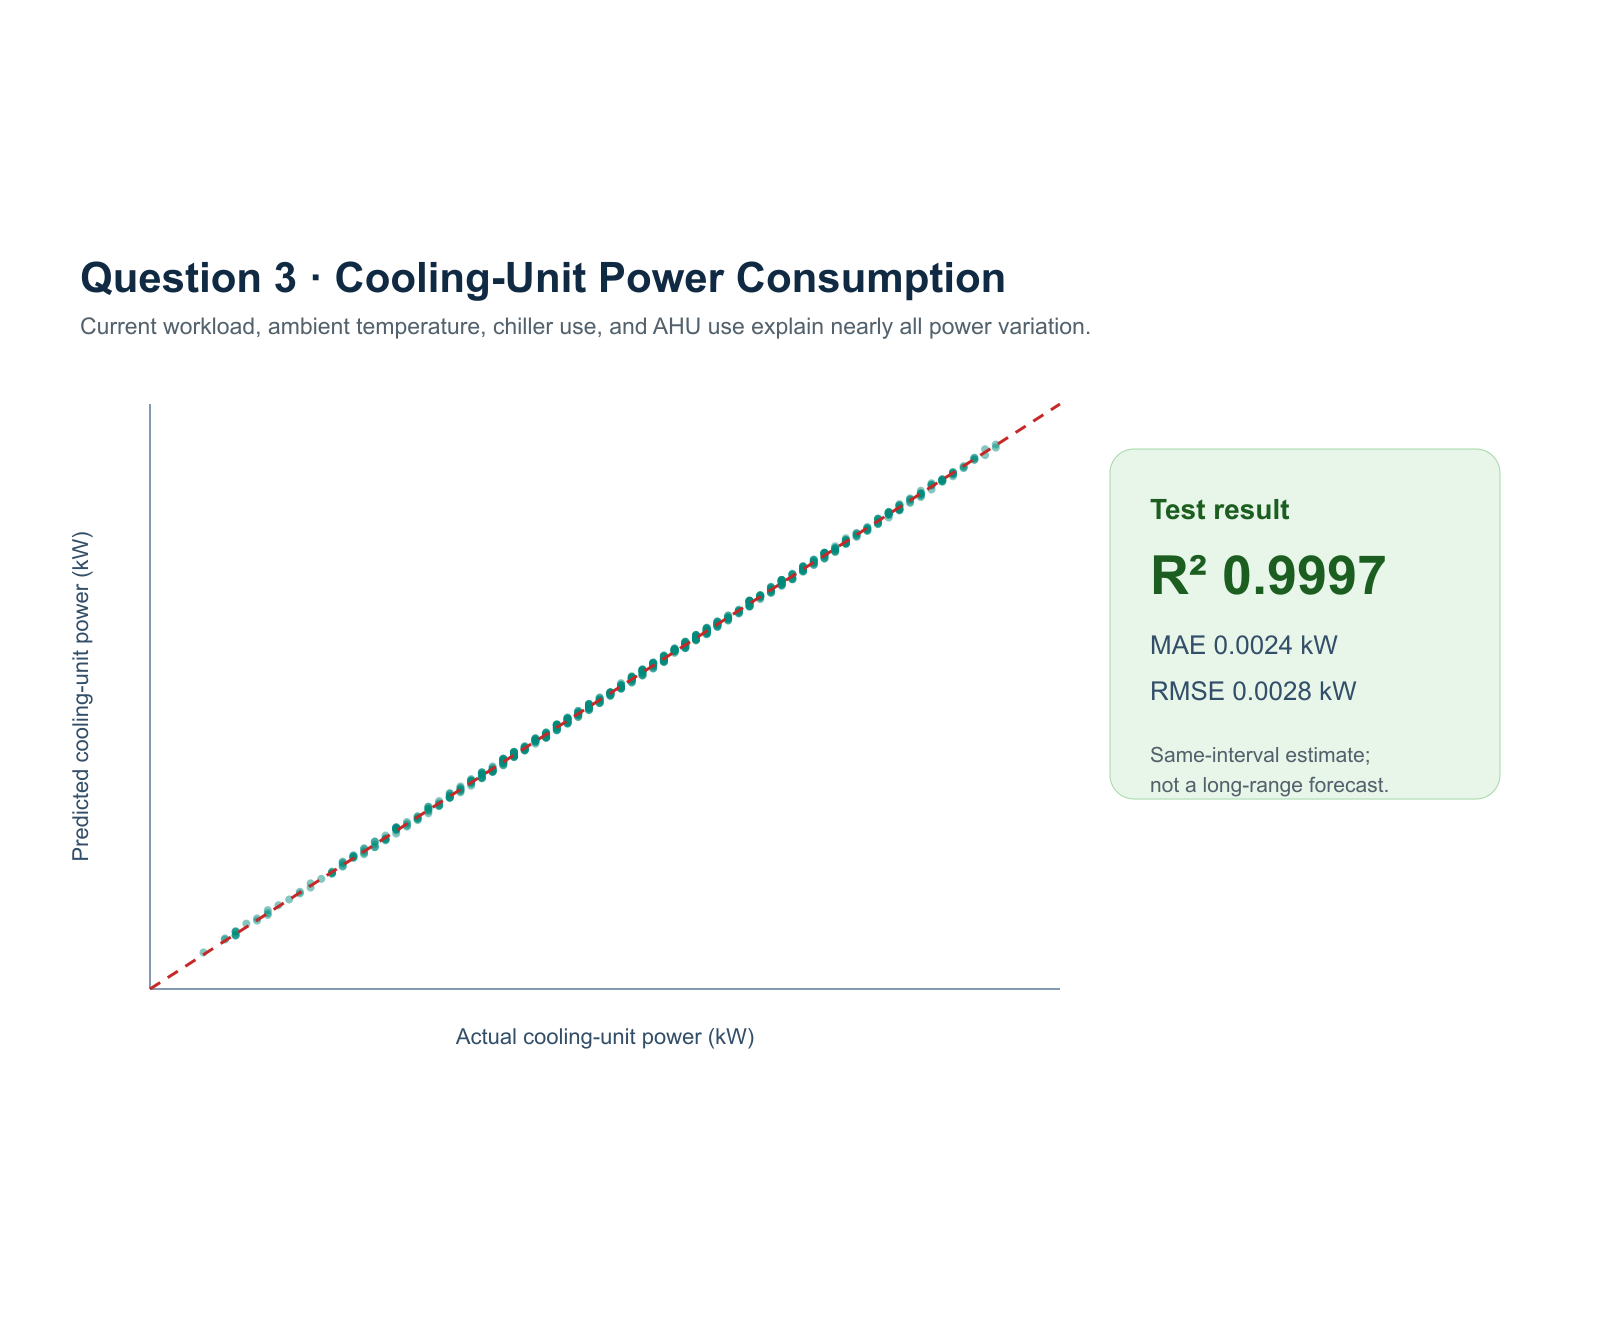 Question 3 · Cooling-Unit Power Consumption
Current workload, ambient temperature, chiller use, and AHU use explain nearly all power variation.
Predicted cooling-unit power (kW)
Actual cooling-unit power (kW)
Test result
R² 0.9997
MAE 0.0024 kW
RMSE 0.0028 kW
Same-interval estimate;
not a long-range forecast.